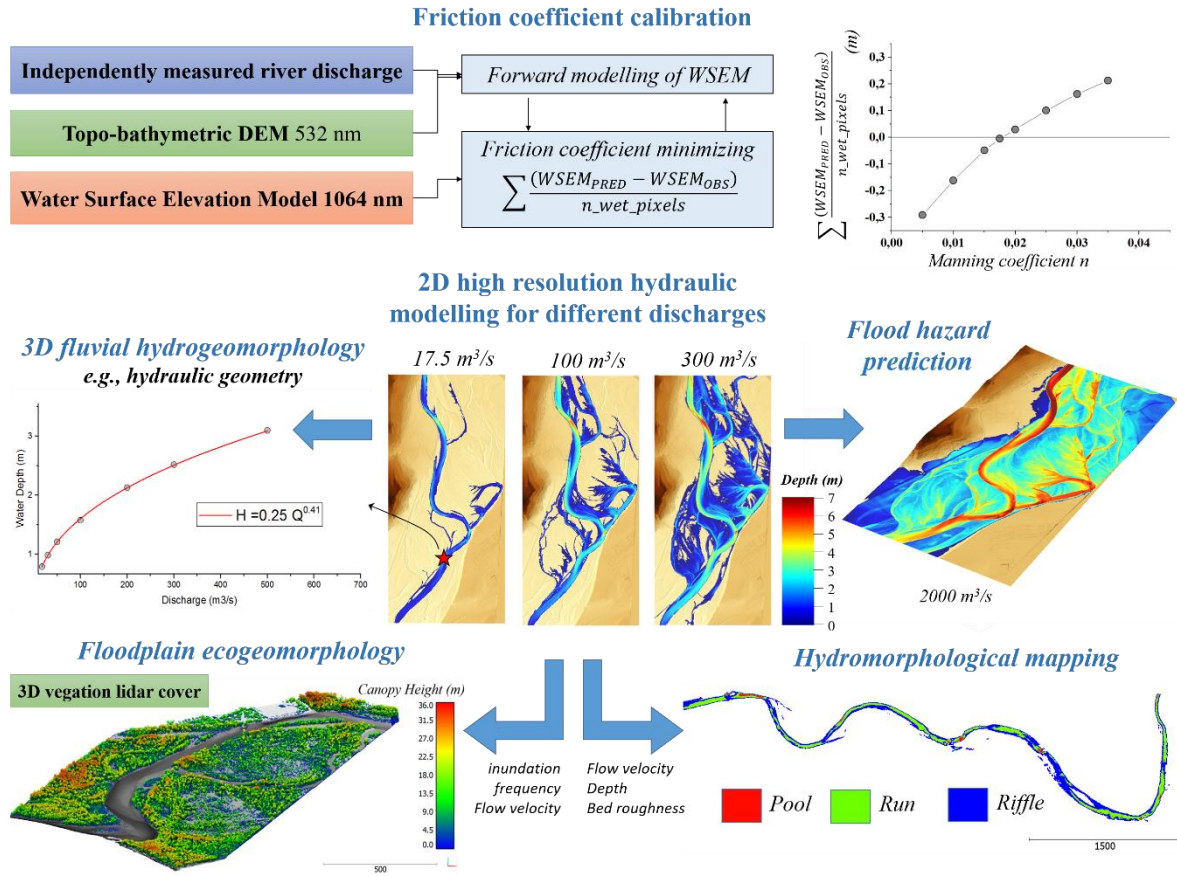 Friction coefficient calibration
Independently measured river discharge
Topo-bathymetric DEM 532 nm
Water Surface Elevation Model 1064 nm
Forward modelling of WSEM
Friction coefficient minimizing
∑ (WSEM_PRED − WSEM_OBS) / n_wet_pixels
∑ (WSEM_PRED − WSEM_OBS) / n_wet_pixels (m)
0,3
0,2
0,1
0,0
-0,1
-0,2
-0,3
0,00 0,01 0,02 0,03 0,04
Manning coefficient n
2D high resolution hydraulic
modelling for different discharges
3D fluvial hydrogeomorphology
e.g., hydraulic geometry
Water Depth (m)
3
2
1
H =0.25 Q^0.41
100 200 300 400 500 600 700
Discharge (m3/s)
17.5 m³/s
100 m³/s
300 m³/s
Depth (m)
7
6
5
4
3
2
1
0
Flood hazard
prediction
2000 m³/s
Floodplain ecogeomorphology
3D vegation lidar cover
Canopy Height (m)
36.0
31.5
27.0
22.5
18.0
13.5
9.0
4.5
0.0
500
inundation
frequency
Flow velocity
Flow velocity
Depth
Bed roughness
Hydromorphological mapping
Pool
Run
Riffle
1500